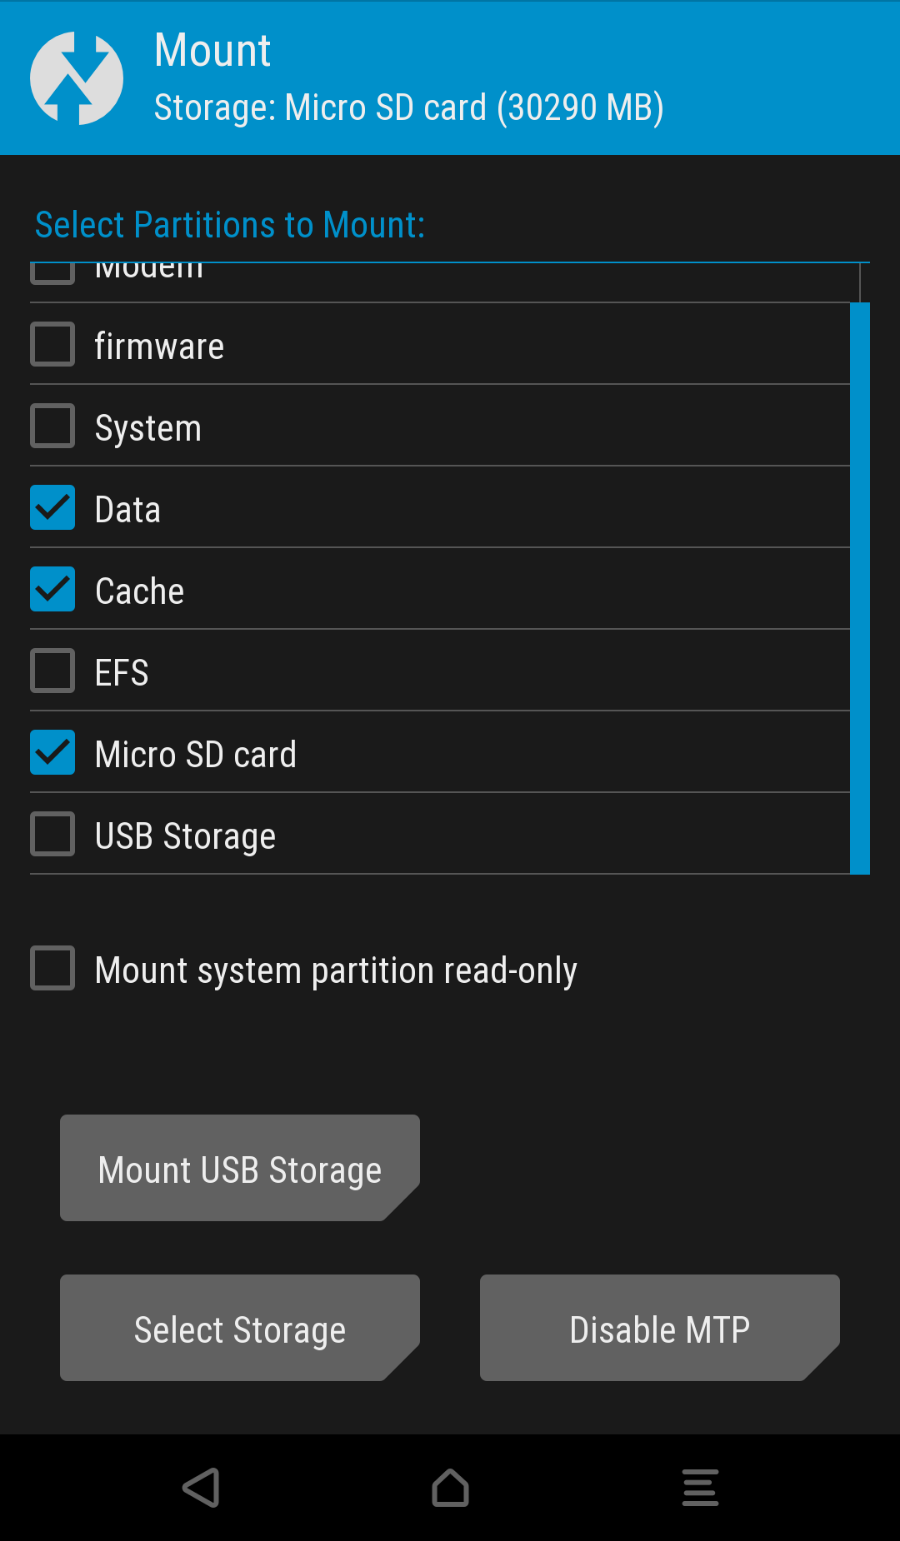 Mount
Storage: Micro SD card (30290 MB)
Select Partitions to Mount:
Modem
firmware
System
Data
Cache
EFS
Micro SD card
USB Storage
Mount system partition read-only
Mount USB Storage
Select Storage
Disable MTP